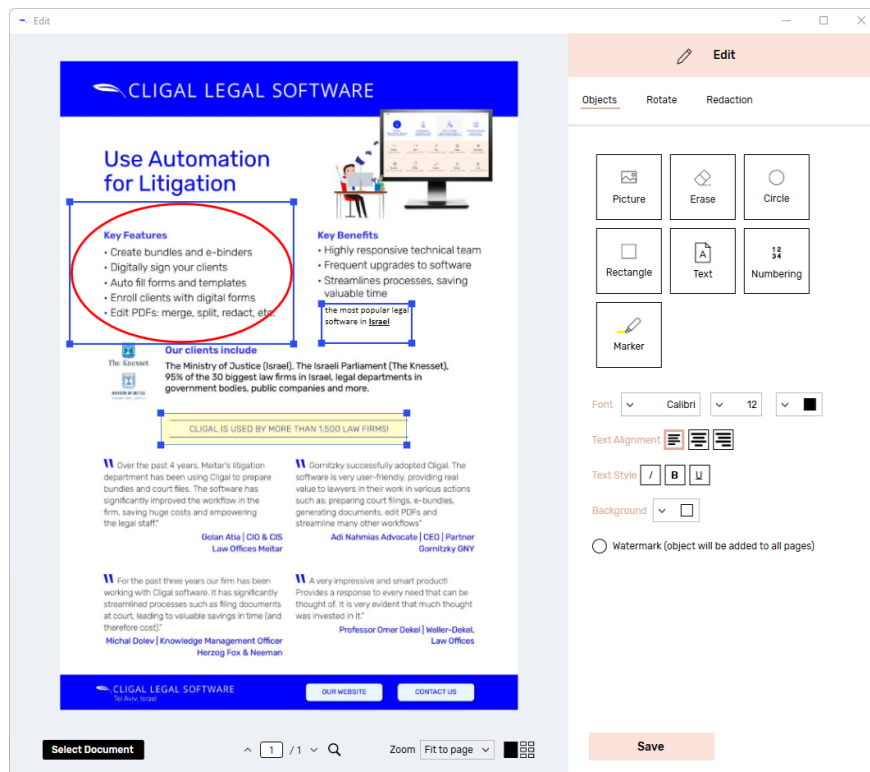 Edit
Edit
Objects
Rotate
Redaction
Picture
Erase
Circle
Rectangle
Text
12
34
Numbering
Marker
Font
Calibri
12
Text Alignment
Text Style
I
B
U
Background
Watermark (object will be added to all pages)
Save
CLIGAL LEGAL SOFTWARE
Use Automation
for Litigation
Key Features
• Create bundles and e-binders
• Digitally sign your clients
• Auto fill forms and templates
• Enroll clients with digital forms
• Edit PDFs: merge, split, redact, etc.
Key Benefits
• Highly responsive technical team
• Frequent upgrades to software
• Streamlines processes, saving
valuable time
the most popular legal
software in Israel
The Knesset
MINISTRY OF JUSTICE
Our clients include
The Ministry of Justice (Israel), The Israeli Parliament (The Knesset),
95% of the 30 biggest law firms in Israel, legal departments in
government bodies, public companies and more.
CLIGAL IS USED BY MORE THAN 1,500 LAW FIRMS!
Over the past 4 years, Meitar's litigation
department has been using Cligal to prepare
bundles and court files. The software has
significantly improved the workflow in the
firm, saving huge costs and empowering
the legal staff."
Golan Atia | CIO & CIS
Law Offices Meitar
Gornitzky successfully adopted Cligal. The
software is very user-friendly, providing real
value to lawyers in their work in various actions
such as: preparing court filings, e-bundles,
generating documents, edit PDFs and
streamline many other workflows"
Adi Nahmias Advocate | CEO | Partner
Gornitzky GNY
For the past three years our firm has been
working with Cligal software. It has significantly
streamlined processes such as filing documents
at court, leading to valuable savings in time (and
therefore cost)."
Michal Dolev | Knowledge Management Officer
Herzog Fox & Neeman
A very impressive and smart product!
Provides a response to every need that can be
thought of. It is very evident that much thought
was invested in it."
Professor Omer Dekel | Weller-Dekel,
Law Offices
CLIGAL LEGAL SOFTWARE
Tel Aviv, Israel
OUR WEBSITE
CONTACT US
Select Document
1 / 1
Zoom
Fit to page